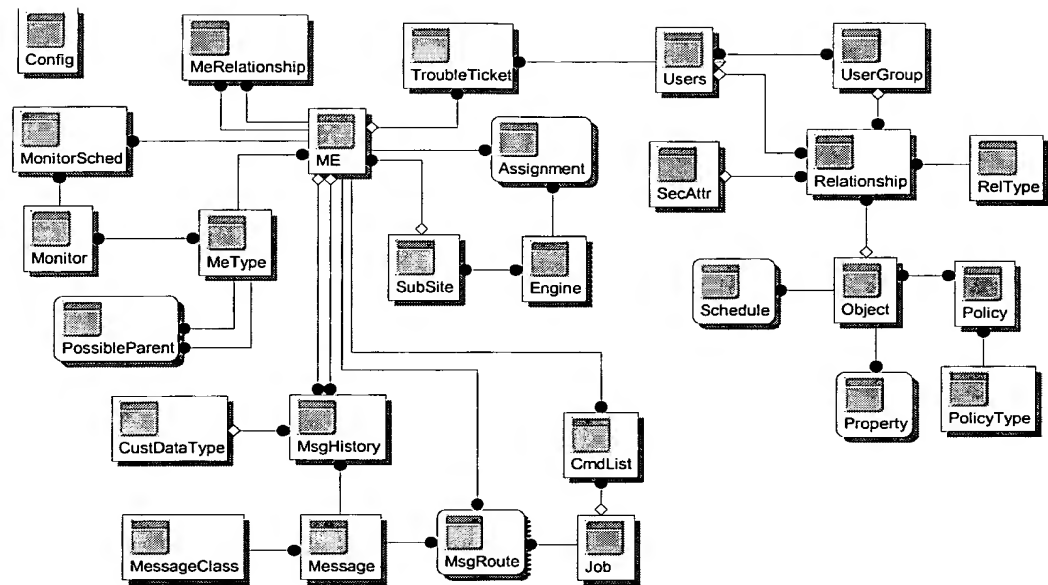 Config
MeRelationship
TroubleTicket
Users
UserGroup
MonitorSched
ME
Assignment
SecAttr
Relationship
RelType
Monitor
MeType
SubSite
Engine
Schedule
Object
Policy
PossibleParent
Property
PolicyType
CustDataType
MsgHistory
CmdList
MessageClass
Message
MsgRoute
Job